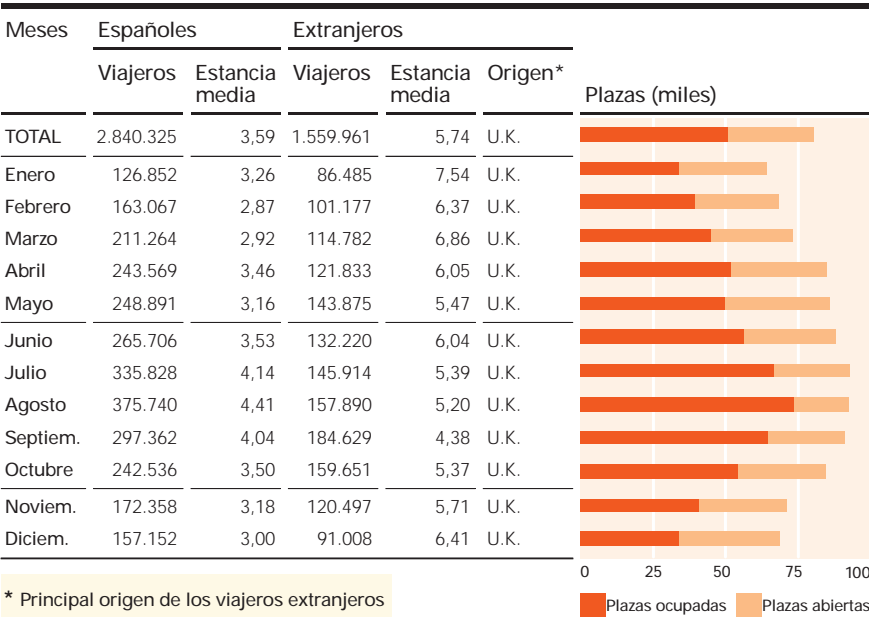 Meses Españoles Extranjeros
Viajeros Estancia media Viajeros Estancia media Origen* Plazas (miles)
TOTAL 2.840.325 3,59 1.559.961 5,74 U.K.
Enero 126.852 3,26 86.485 7,54 U.K.
Febrero 163.067 2,87 101.177 6,37 U.K.
Marzo 211.264 2,92 114.782 6,86 U.K.
Abril 243.569 3,46 121.833 6,05 U.K.
Mayo 248.891 3,16 143.875 5,47 U.K.
Junio 265.706 3,53 132.220 6,04 U.K.
Julio 335.828 4,14 145.914 5,39 U.K.
Agosto 375.740 4,41 157.890 5,20 U.K.
Septiem. 297.362 4,04 184.629 4,38 U.K.
Octubre 242.536 3,50 159.651 5,37 U.K.
Noviem. 172.358 3,18 120.497 5,71 U.K.
Diciem. 157.152 3,00 91.008 6,41 U.K.
0 25 50 75 100
* Principal origen de los viajeros extranjeros
Plazas ocupadas Plazas abiertas